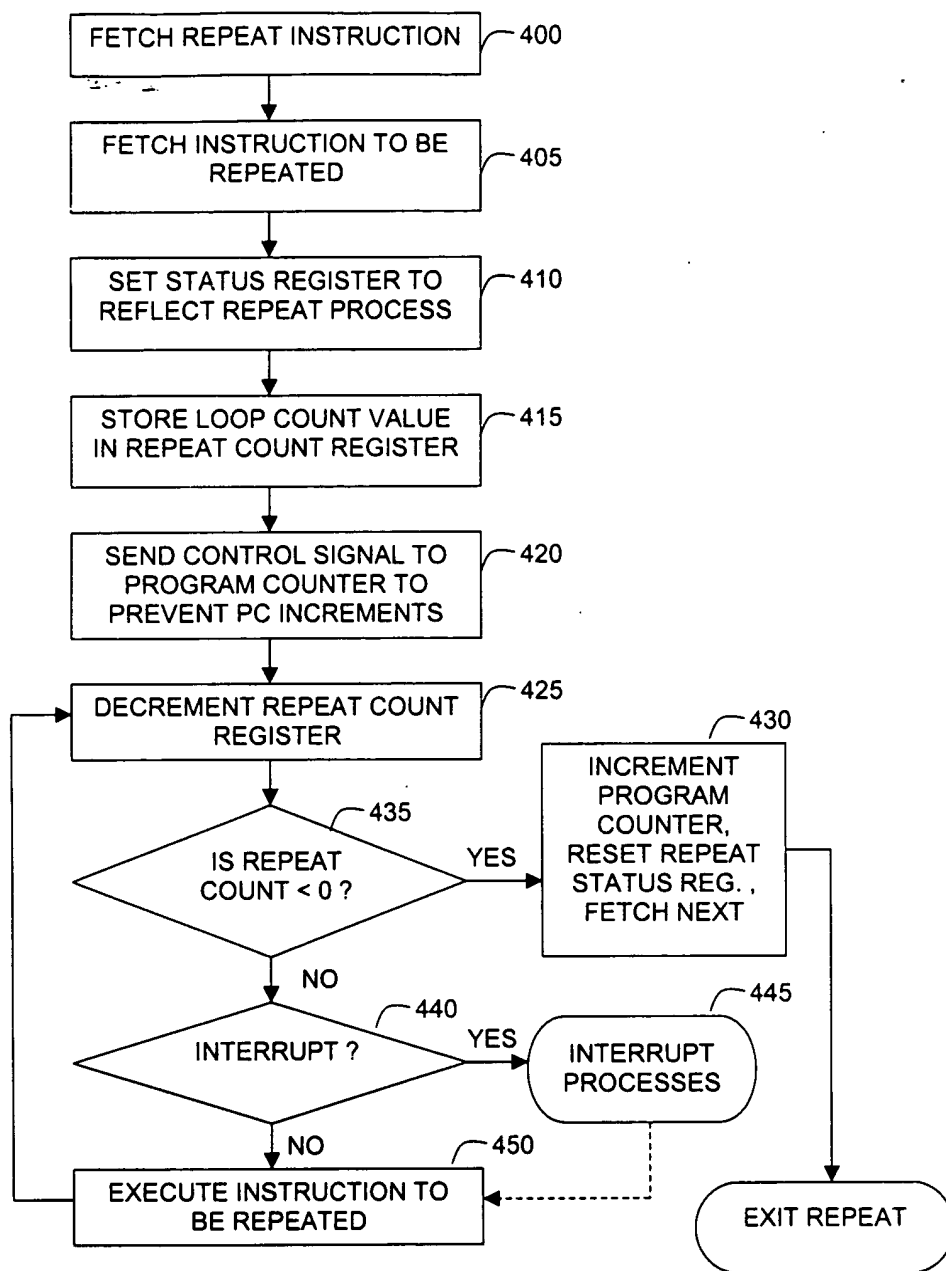 FETCH REPEAT INSTRUCTION
400
FETCH INSTRUCTION TO BE
REPEATED
405
SET STATUS REGISTER TO
REFLECT REPEAT PROCESS
410
STORE LOOP COUNT VALUE
IN REPEAT COUNT REGISTER
415
SEND CONTROL SIGNAL TO
PROGRAM COUNTER TO
PREVENT PC INCREMENTS
420
DECREMENT REPEAT COUNT
REGISTER
425
430
INCREMENT
PROGRAM
COUNTER,
RESET REPEAT
STATUS REG. ,
FETCH NEXT
435
IS REPEAT
COUNT < 0 ?
YES
NO
440
INTERRUPT ?
YES
445
INTERRUPT
PROCESSES
NO
450
EXECUTE INSTRUCTION TO
BE REPEATED
EXIT REPEAT